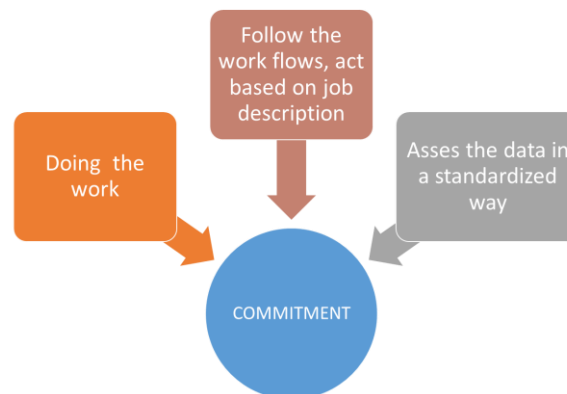 Follow the
work flows, act
based on job
description
Doing the
work
Asses the data in
a standardized
way
COMMITMENT